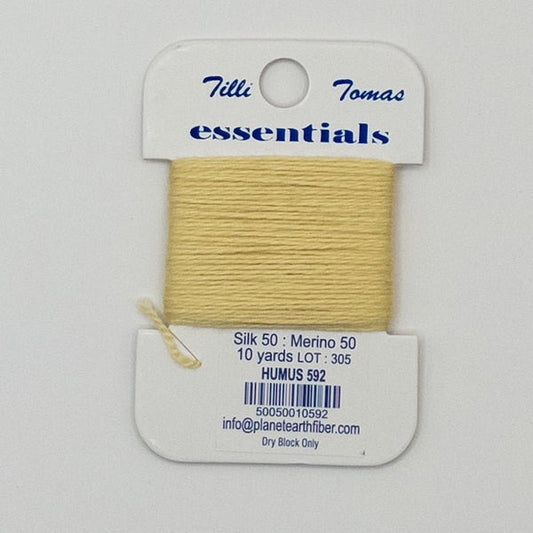 Tilli Tomas
essentials
Silk 50 : Merino 50
10 yards LOT : 305
HUMUS 592
50050010592
info@planetearthfiber.com
Dry Block Only